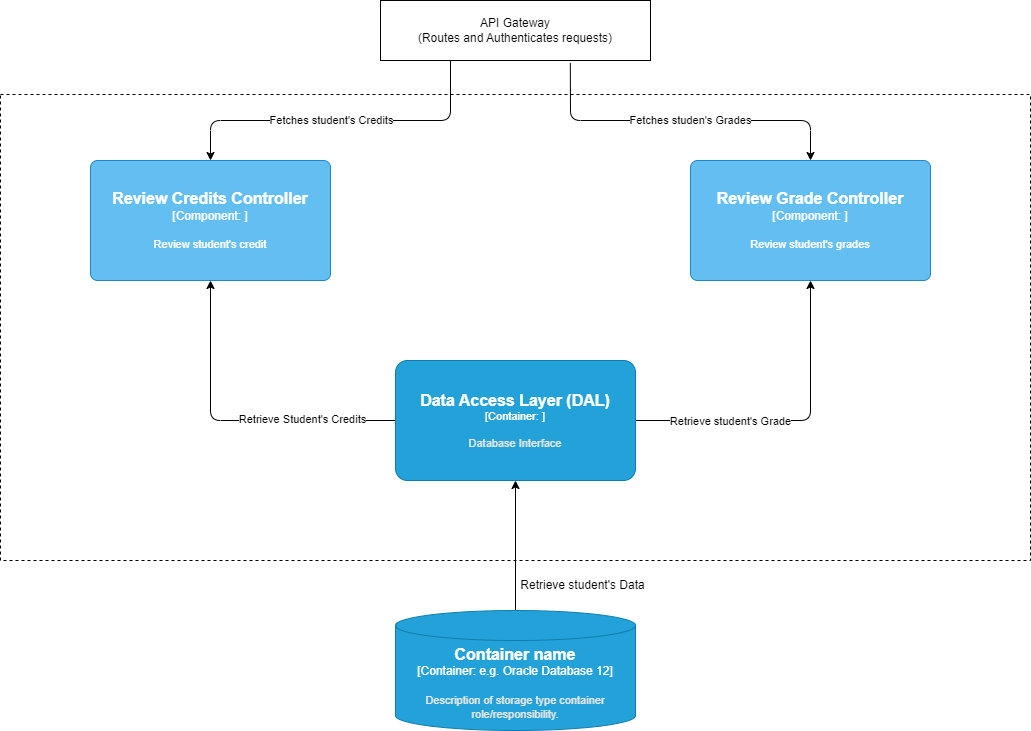 API Gateway
(Routes and Authenticates requests)
Fetches student's Credits
Fetches studen's Grades
Review Credits Controller
[Component: ]
Review student's credit
Review Grade Controller
[Component: ]
Review student's grades
Data Access Layer (DAL)
[Container: ]
Database Interface
Retrieve Student's Credits
Retrieve student's Grade
Retrieve student's Data
Container name
[Container: e.g. Oracle Database 12]
Description of storage type container
role/responsibility.